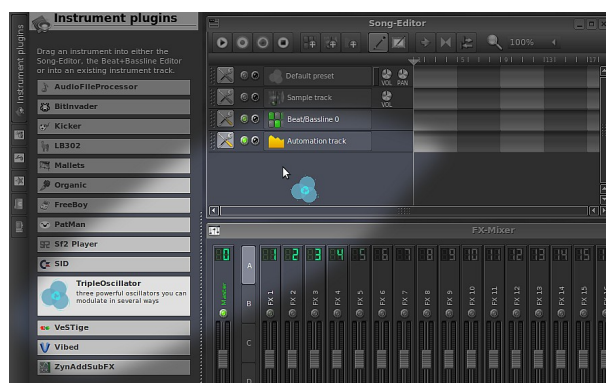 Instrument plugins
Instrument plugins
Drag an instrument into either the
Song-Editor, the Beat+Bassline Editor
or into an existing instrument track.
AudioFileProcessor
BitInvader
Kicker
LB302
Mallets
Organic
FreeBoy
PatMan
Sf2 Player
SID
TripleOscillator
three powerful oscillators you can
modulate in several ways
VeSTige
Vibed
ZynAddSubFX
Song-Editor
100%
Default preset
VOL PAN
Sample track
VOL
Beat/Bassline 0
Automation track
FX-Mixer
0 1 2 3 4 5 6 7 8 9 10 11 12 13 14 15
A
B
C
D
Master
FX 1
FX 2
FX 3
FX 4
FX 5
FX 6
FX 7
FX 8
FX 9
FX 10
FX 11
FX 12
FX 13
FX 14
FX 15